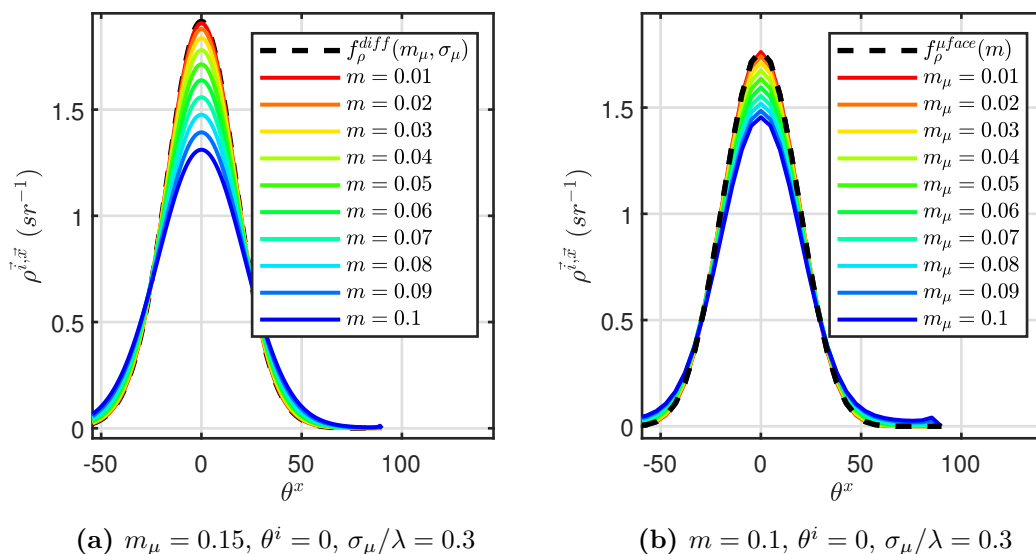 1.5
1
0.5
0
-50
0
50
100
θ^x
ρ^{\vec{i},\vec{x}} (sr^{-1})
f_ρ^{diff}(m_μ, σ_μ)
m = 0.01
m = 0.02
m = 0.03
m = 0.04
m = 0.05
m = 0.06
m = 0.07
m = 0.08
m = 0.09
m = 0.1
(a) m_μ = 0.15, θ^i = 0, σ_μ/λ = 0.3
1.5
1
0.5
0
-50
0
50
100
θ^x
ρ^{\vec{i},\vec{x}} (sr^{-1})
f_ρ^{μface}(m)
m_μ = 0.01
m_μ = 0.02
m_μ = 0.03
m_μ = 0.04
m_μ = 0.05
m_μ = 0.06
m_μ = 0.07
m_μ = 0.08
m_μ = 0.09
m_μ = 0.1
(b) m = 0.1, θ^i = 0, σ_μ/λ = 0.3